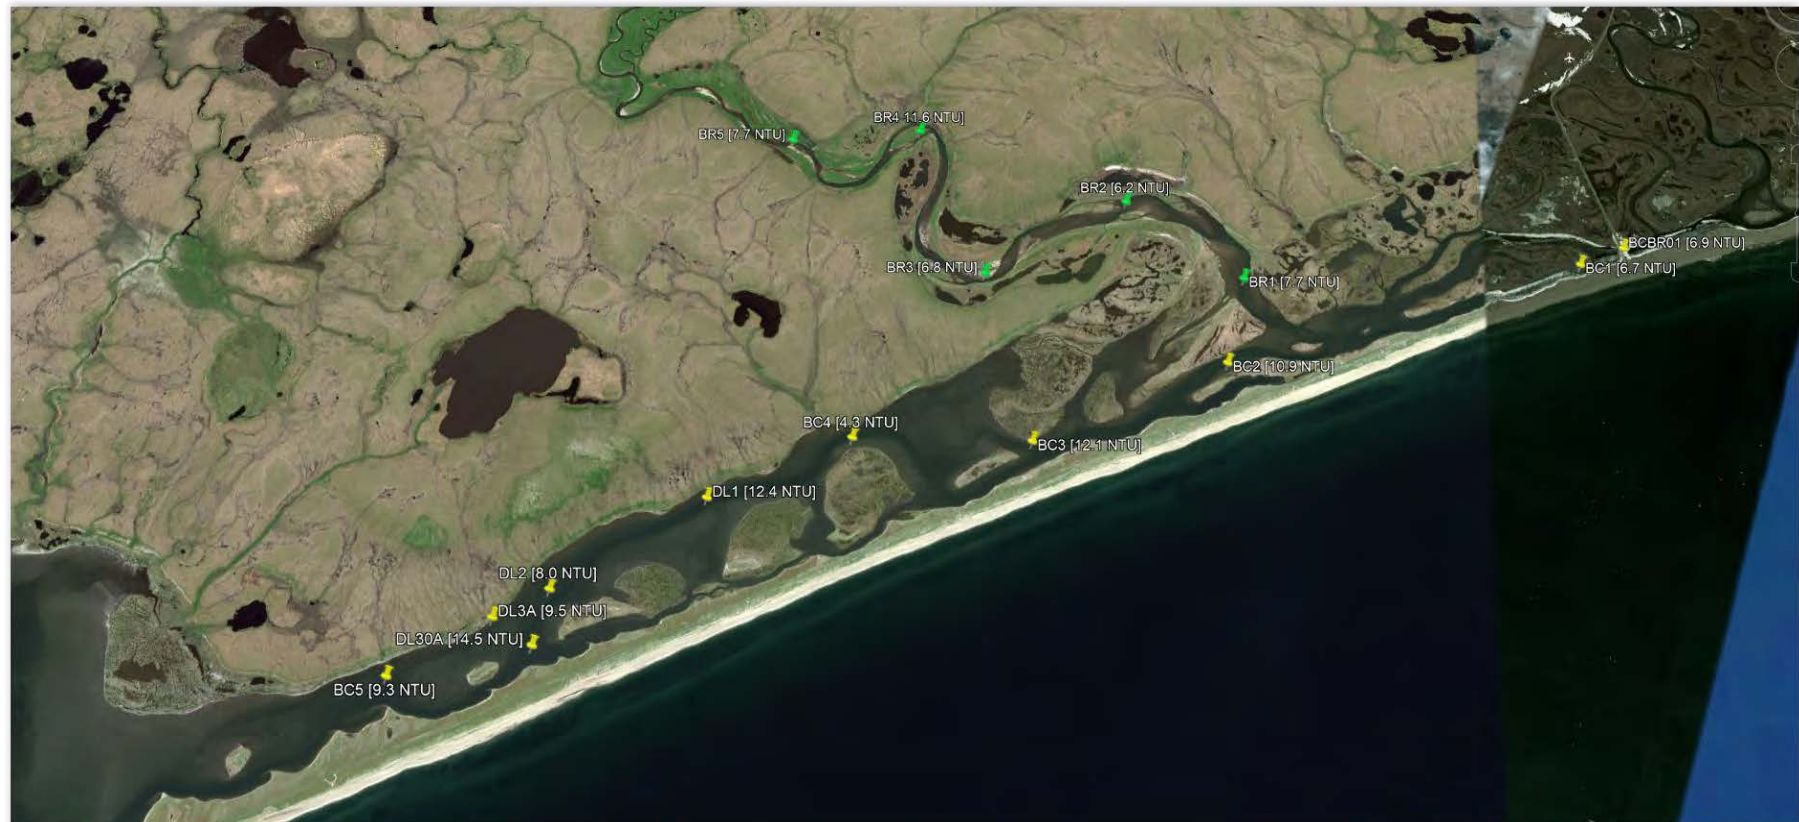 BR5 [7.7 NTU]
BR4 11.6 NTU]
BR2 [6.2 NTU]
BR3 [6.8 NTU]
BR1 [7.7 NTU]
BCBR01 [6.9 NTU]
BC1 [6.7 NTU]
BC2 [10.9 NTU]
BC4 [4.3 NTU]
BC3 [12.1 NTU]
DL1 [12.4 NTU]
DL2 [8.0 NTU]
DL3A [9.5 NTU]
DL30A [14.5 NTU]
BC5 [9.3 NTU]